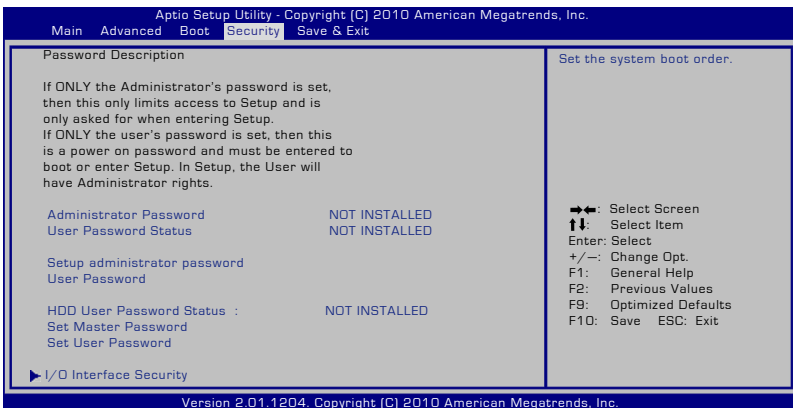 Aptio Setup Utility - Copyright (C) 2010 American Megatrends, Inc.
Main Advanced Boot Security Save & Exit
Password Description
If ONLY the Administrator's password is set,
then this only limits access to Setup and is
only asked for when entering Setup.
If ONLY the user's password is set, then this
is a power on password and must be entered to
boot or enter Setup. In Setup, the User will
have Administrator rights.
Administrator Password NOT INSTALLED
User Password Status NOT INSTALLED
Setup administrator password
User Password
HDD User Password Status : NOT INSTALLED
Set Master Password
Set User Password
I/O Interface Security
Set the system boot order.
→←: Select Screen
↑↓: Select Item
Enter: Select
+/—: Change Opt.
F1: General Help
F2: Previous Values
F9: Optimized Defaults
F10: Save ESC: Exit
Version 2.01.1204. Copyright (C) 2010 American Megatrends, Inc.